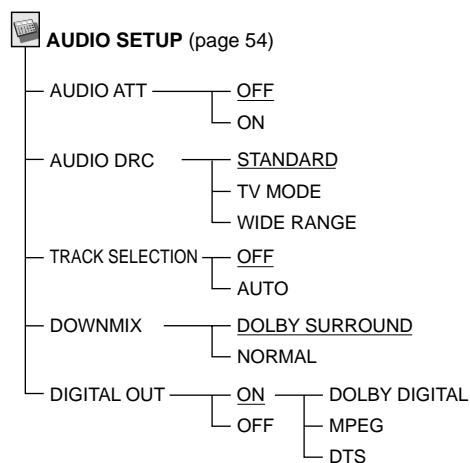 AUDIO SETUP (page 54)
AUDIO ATT OFF
ON
AUDIO DRC STANDARD
TV MODE
WIDE RANGE
TRACK SELECTION OFF
AUTO
DOWNMIX DOLBY SURROUND
NORMAL
DIGITAL OUT ON DOLBY DIGITAL
OFF MPEG
DTS